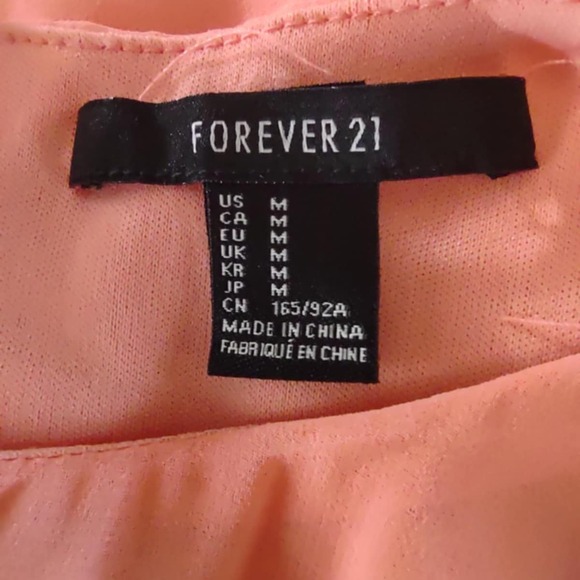 FOREVER 21
US M
CA M
EU M
UK M
KR M
JP M
CN 165/92A
MADE IN CHINA
FABRIQUÉ EN CHINE